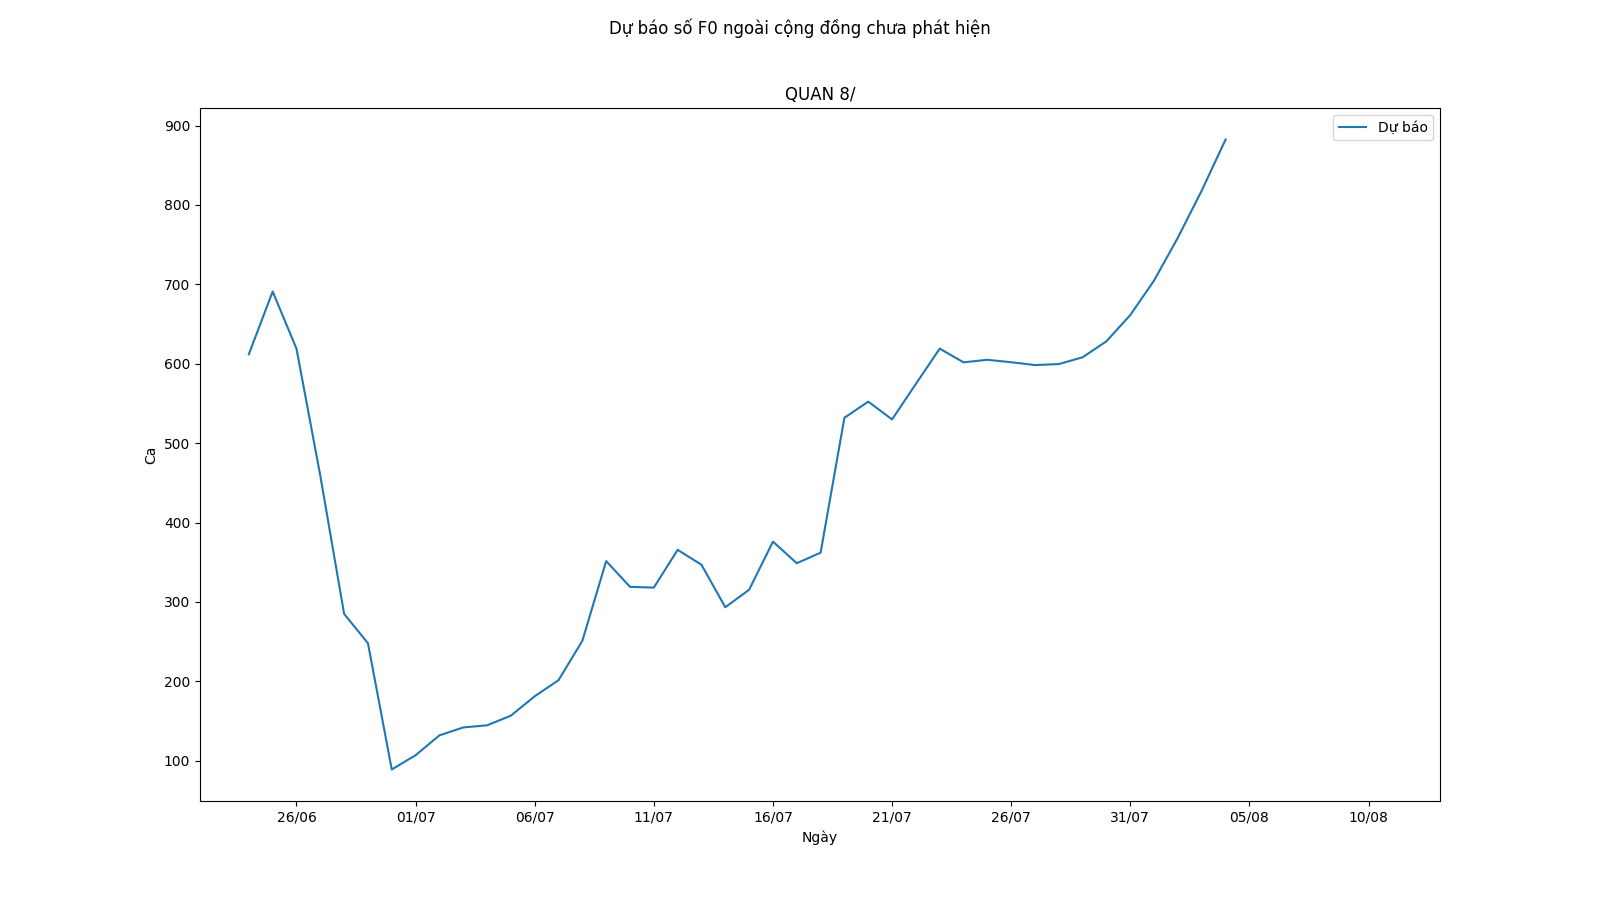 Dự báo số F0 ngoài cộng đồng chưa phát hiện
QUAN 8/
Dự báo
900
800
700
600
500
400
300
200
100
Ca
26/06 01/07 06/07 11/07 16/07 21/07 26/07 31/07 05/08 10/08
Ngày